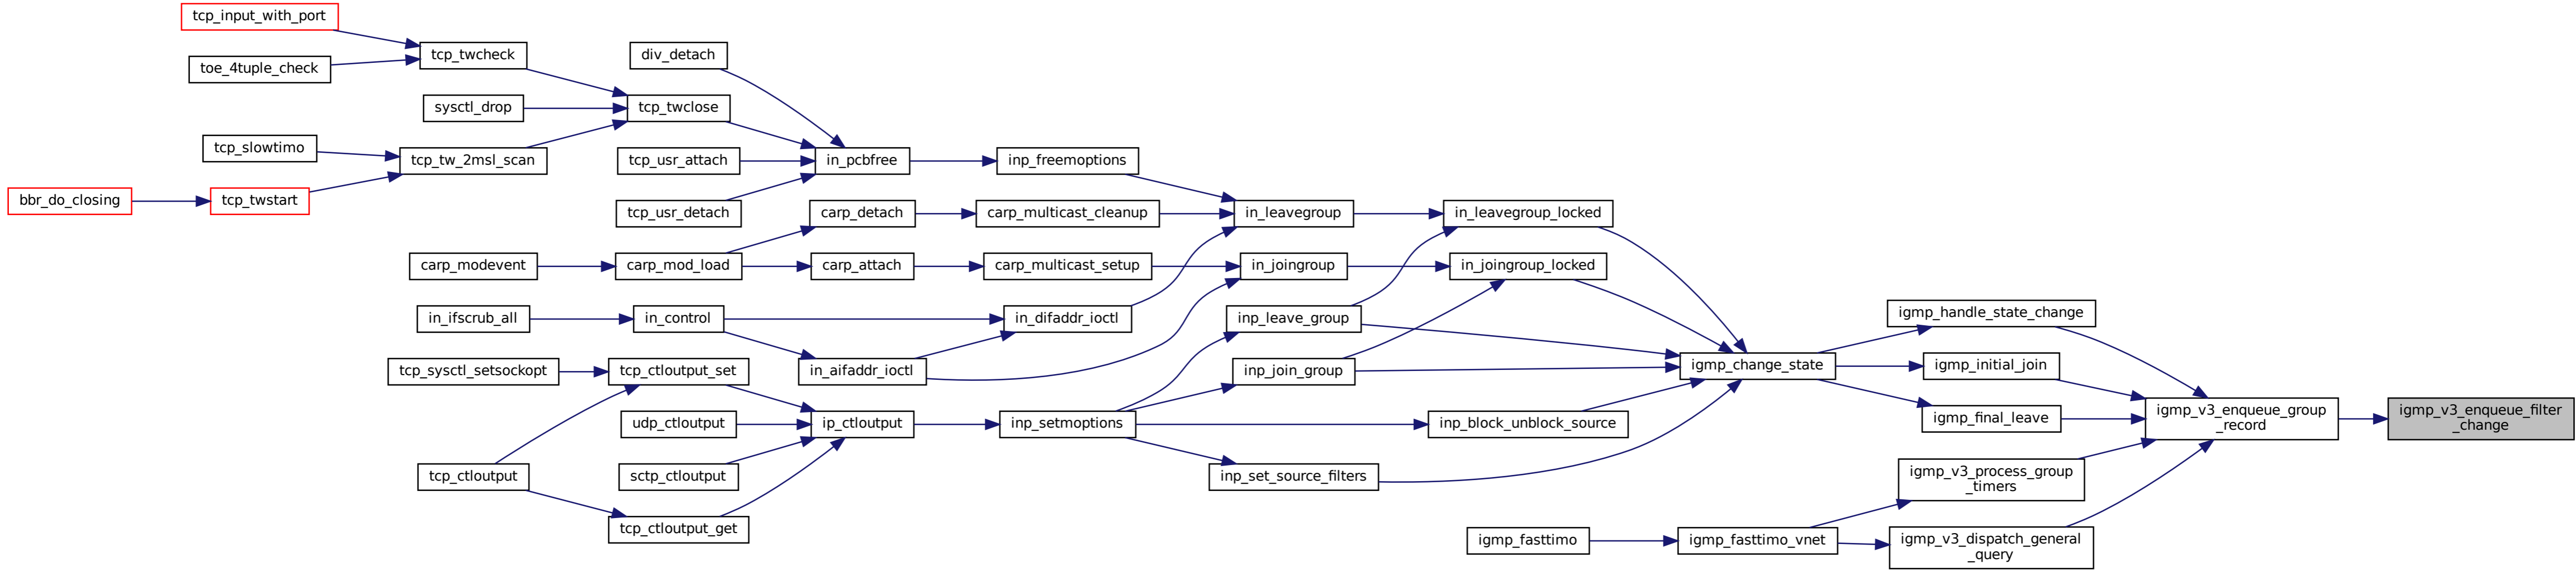 tcp_input_with_port
toe_4tuple_check
tcp_twcheck
div_detach
sysctl_drop
tcp_twclose
tcp_slowtimo
tcp_tw_2msl_scan
tcp_usr_attach
in_pcbfree
inp_freemoptions
bbr_do_closing
tcp_twstart
tcp_usr_detach
carp_detach
carp_multicast_cleanup
in_leavegroup
in_leavegroup_locked
carp_modevent
carp_mod_load
carp_attach
carp_multicast_setup
in_joingroup
in_joingroup_locked
in_ifscrub_all
in_control
in_difaddr_ioctl
inp_leave_group
igmp_handle_state_change
tcp_sysctl_setsockopt
tcp_ctloutput_set
in_aifaddr_ioctl
inp_join_group
igmp_change_state
igmp_initial_join
udp_ctloutput
ip_ctloutput
inp_setmoptions
inp_block_unblock_source
igmp_final_leave
igmp_v3_enqueue_group
_record
igmp_v3_enqueue_filter
_change
tcp_ctloutput
sctp_ctloutput
inp_set_source_filters
igmp_v3_process_group
_timers
tcp_ctloutput_get
igmp_fasttimo
igmp_fasttimo_vnet
igmp_v3_dispatch_general
_query